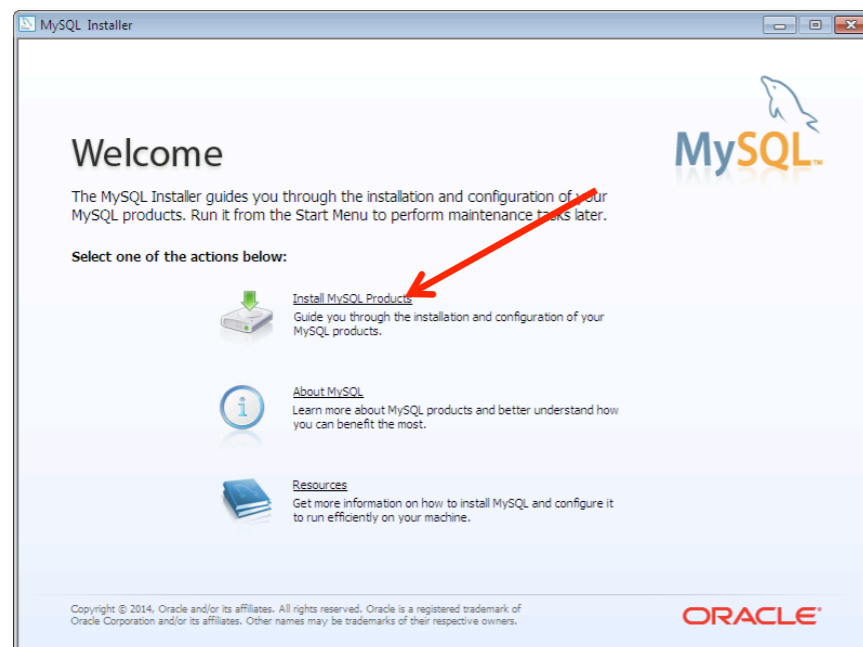 MySQL Installer
MySQL™
Welcome
The MySQL Installer guides you through the installation and configuration of your
MySQL products. Run it from the Start Menu to perform maintenance tasks later.
Select one of the actions below:
Install MySQL Products
Guide you through the installation and configuration of your
MySQL products.
About MySQL
Learn more about MySQL products and better understand how
you can benefit the most.
Resources
Get more information on how to install MySQL and configure it
to run efficiently on your machine.
Copyright © 2014, Oracle and/or its affiliates. All rights reserved. Oracle is a registered trademark of
Oracle Corporation and/or its affiliates. Other names may be trademarks of their respective owners.
ORACLE®